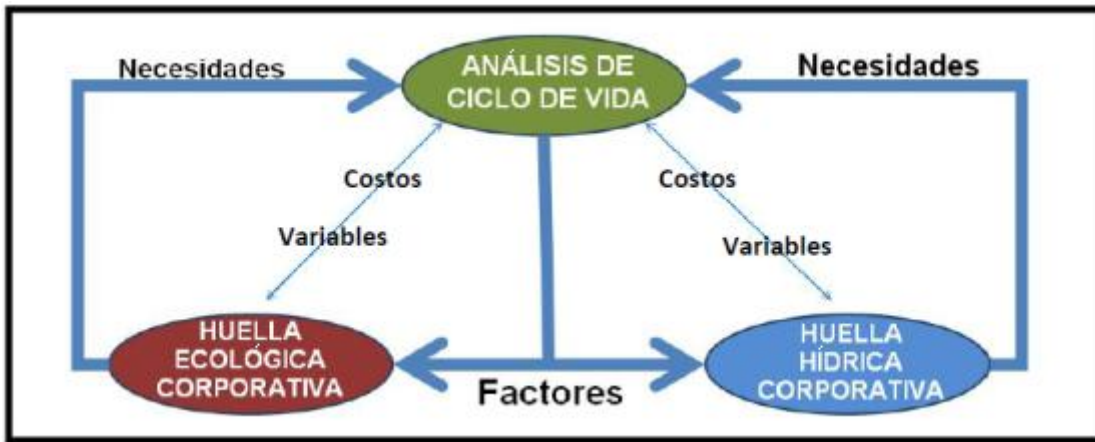 Necesidades
ANÁLISIS DE
CICLO DE VIDA
Necesidades
Costos
Costos
Variables
Variables
HUELLA
ECOLÓGICA
CORPORATIVA
Factores
HUELLA
HÍDRICA
CORPORATIVA